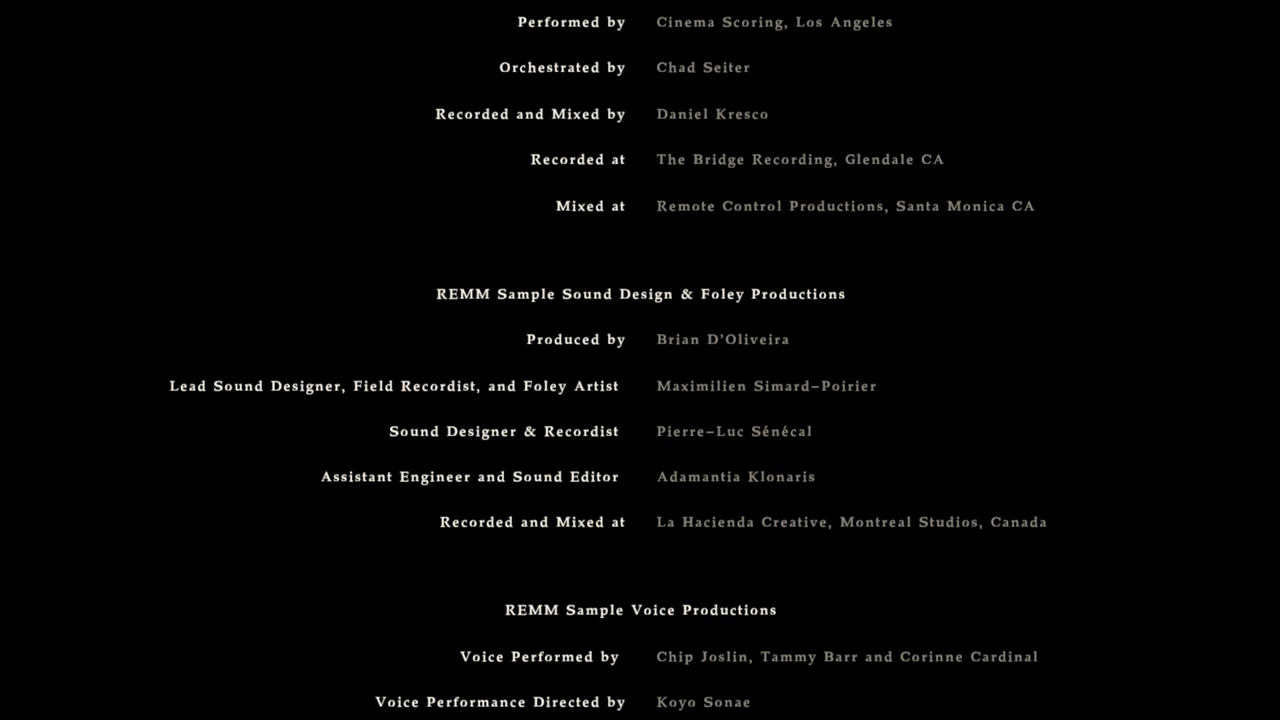 Performed by Cinema Scoring, Los Angeles
Orchestrated by Chad Seiter
Recorded and Mixed by Daniel Kresco
Recorded at The Bridge Recording, Glendale CA
Mixed at Remote Control Productions, Santa Monica CA
REMM Sample Sound Design & Foley Productions
Produced by Brian D’Oliveira
Lead Sound Designer, Field Recordist, and Foley Artist Maximilien Simard–Poirier
Sound Designer & Recordist Pierre–Luc Sénécal
Assistant Engineer and Sound Editor Adamantia Klonaris
Recorded and Mixed at La Hacienda Creative, Montreal Studios, Canada
REMM Sample Voice Productions
Voice Performed by Chip Joslin, Tammy Barr and Corinne Cardinal
Voice Performance Directed by Koyo Sonae